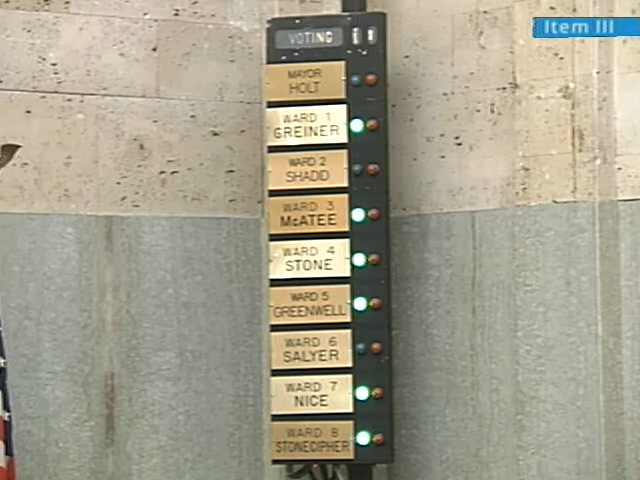 Item III
VOTING
MAYOR
HOLT
WARD 1
GREINER
WARD 2
SHADID
WARD 3
McATEE
WARD 4
STONE
WARD 5
GREENWELL
WARD 6
SALYER
WARD 7
NICE
WARD 8
STONECIPHER